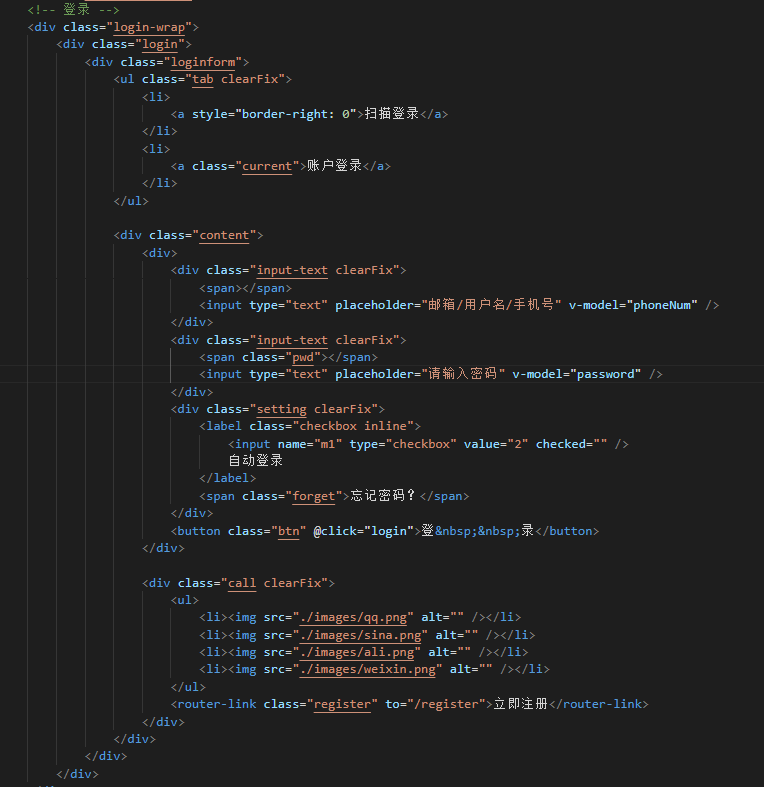 <!-- 登录 -->
<div class="login-wrap">
<div class="login">
<div class="loginform">
<ul class="tab clearFix">
<li>
<a style="border-right: 0">扫描登录</a>
</li>
<li>
<a class="current">账户登录</a>
</li>
</ul>
<div class="content">
<div>
<div class="input-text clearFix">
<span></span>
<input type="text" placeholder="邮箱/用户名/手机号" v-model="phoneNum" />
</div>
<div class="input-text clearFix">
<span class="pwd"></span>
<input type="text" placeholder="请输入密码" v-model="password" />
</div>
<div class="setting clearFix">
<label class="checkbox inline">
<input name="m1" type="checkbox" value="2" checked="" />
自动登录
</label>
<span class="forget">忘记密码？</span>
</div>
<button class="btn" @click="login">登&nbsp;&nbsp;录</button>
</div>
<div class="call clearFix">
<ul>
<li><img src="./images/qq.png" alt="" /></li>
<li><img src="./images/sina.png" alt="" /></li>
<li><img src="./images/ali.png" alt="" /></li>
<li><img src="./images/weixin.png" alt="" /></li>
</ul>
<router-link class="register" to="/register">立即注册</router-link>
</div>
</div>
</div>
</div>